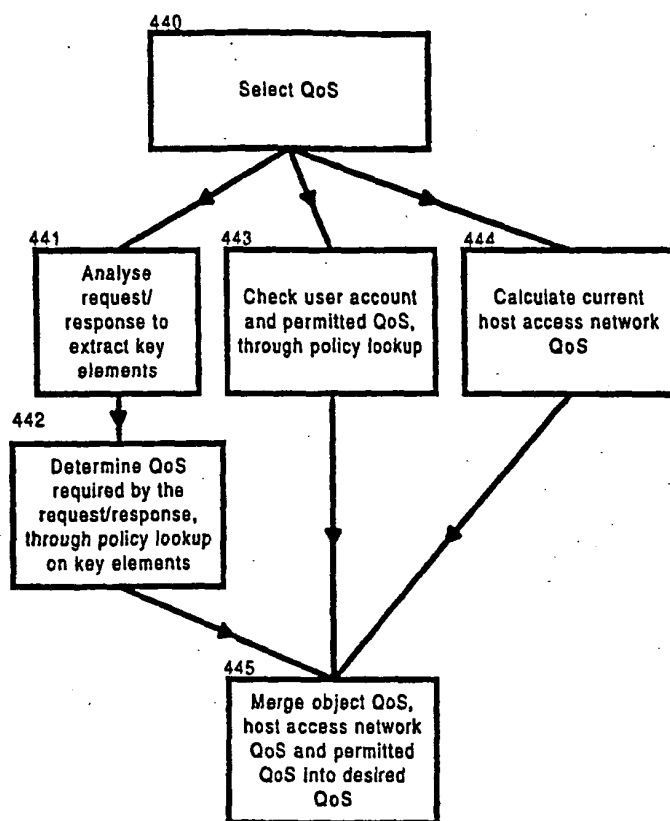 440
Select QoS
441
Analyse
request/
response to
extract key
elements
443
Check user account
and permitted QoS,
through policy lookup
444
Calculate current
host access network
QoS
442
Determine QoS
required by the
request/response,
through policy lookup
on key elements
445
Merge object QoS,
host access network
QoS and permitted
QoS into desired
QoS